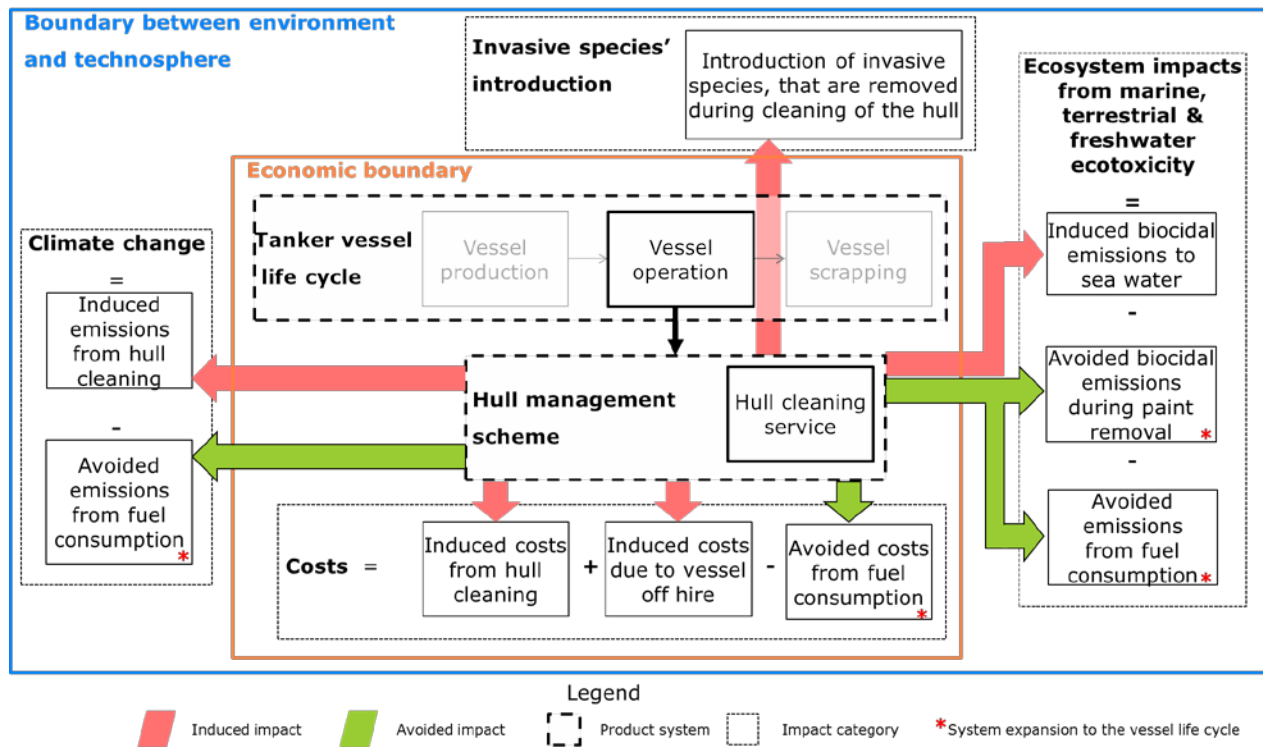 Boundary between environment
and technosphere
Invasive species'
introduction
Introduction of invasive
species, that are removed
during cleaning of the hull
Ecosystem impacts
from marine,
terrestrial &
freshwater
ecotoxicity
=
Induced biocidal
emissions to
sea water
-
Avoided biocidal
emissions
during paint
removal *
-
Avoided
emissions
from fuel
consumption *
Economic boundary
Tanker vessel
life cycle
Vessel
production
Vessel
operation
Vessel
scrapping
Climate change
=
Induced
emissions
from hull
cleaning
-
Avoided
emissions
from fuel
consumption *
Hull management
scheme
Hull cleaning
service
Costs =
Induced costs
from hull
cleaning
+
Induced costs
due to vessel
off hire
-
Avoided costs
from fuel
consumption *
Legend
Induced impact
Avoided impact
Product system
Impact category
*System expansion to the vessel life cycle